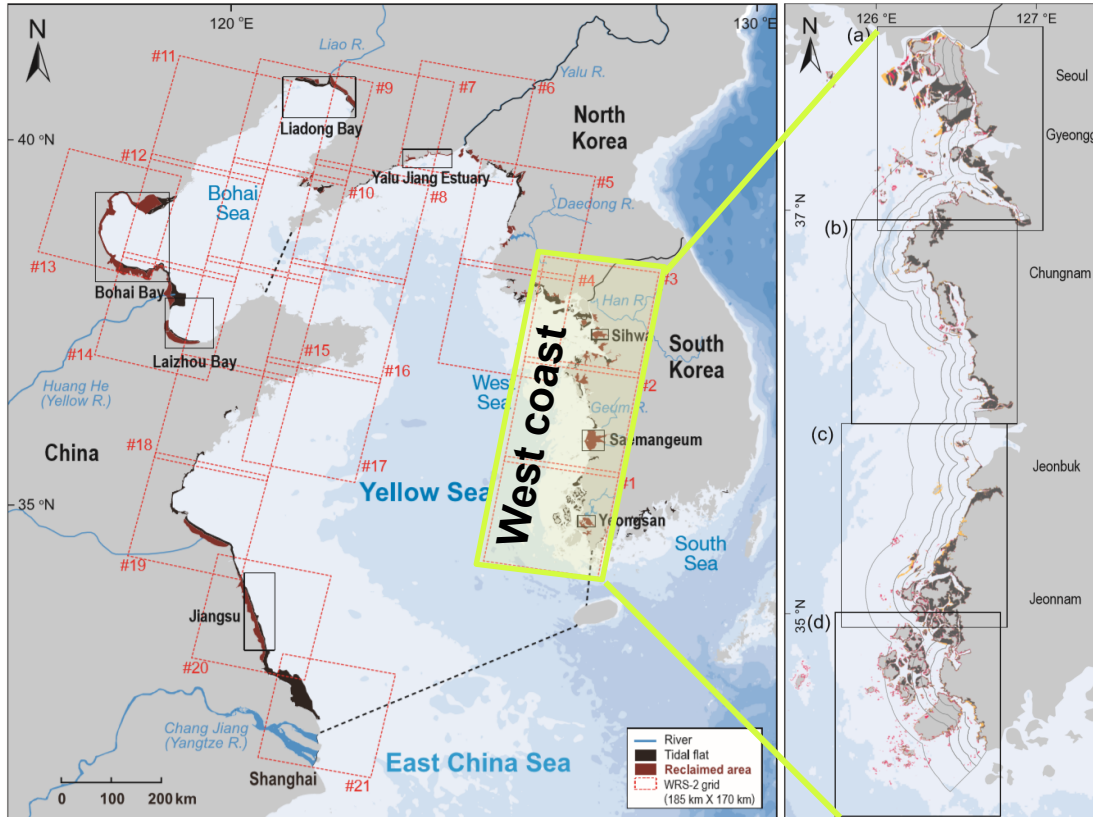 120 °E
130 °E
N
Liao R.
Yalu R.
#11
#9
#7
#6
North
Korea
Liadong Bay
40 °N
#12
Bohai
Sea
Yalu Jiang Estuary
#10
#8
#5
Daedong R.
#13
Bohai Bay
#4
#3
Han R.
Sihwa
South
Korea
Laizhou Bay
#14
#15
#16
West
Sea
#2
Huang He
(Yellow R.)
Geum R.
China
#18
Saemangeum
#17
Yellow Sea
#1
West coast
35 °N
Yeongsan
South
Sea
#19
Jiangsu
#20
Chang Jiang
(Yangtze R.)
East China Sea
Shanghai
#21
0 100 200 km
River
Tidal flat
Reclaimed area
WRS-2 grid
(185 km X 170 km)
126 °E
127 °E
N
(a)
Seoul
Gyeongg
37 °N
(b)
Chungnam
(c)
Jeonbuk
Jeonnam
35 °N
(d)